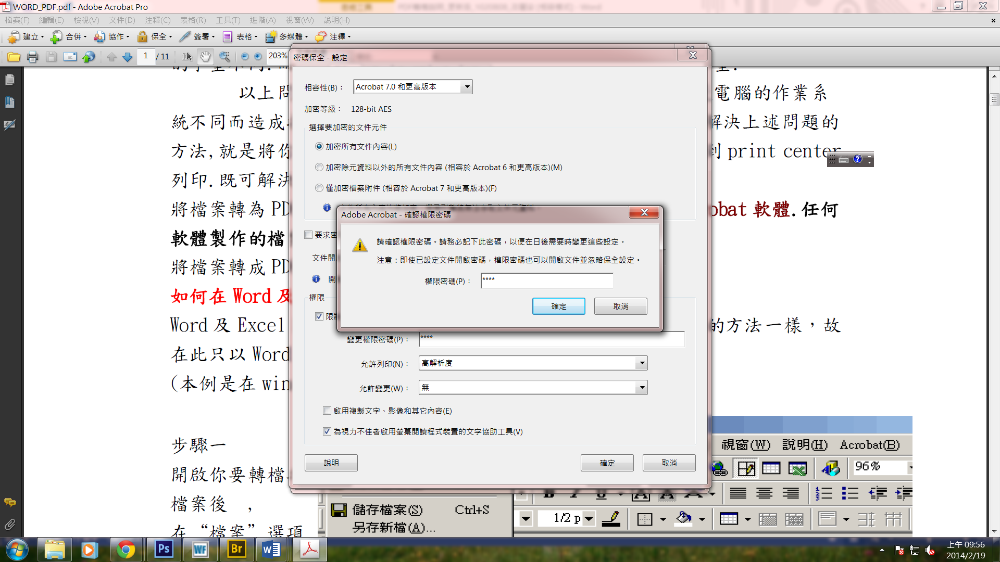 WORD_PDF.pdf - Adobe Acrobat Pro
檔案(F) 編輯(E) 檢視(V) 文件(D) 注釋(C) 表格(R) 工具(T) 進階(A) 視窗(W) 說明(H)
建立 合併 協作 保全 簽署 表格 多媒體 注釋
1 / 11 203%
密碼保全 - 設定
相容性(B)： Acrobat 7.0 和更高版本
加密等級： 128-bit AES
選擇要加密的文件元件
加密所有文件內容(L)
加密除元資料以外的所有文件內容 (相容於 Acrobat 6 和更高版本)(M)
僅加密檔案附件 (相容於 Acrobat 7 和更高版本)(F)
要求密
文件開
開
權限
限制
變更權限密碼(P)： ****
允許列印(N)： 高解析度
允許變更(W)： 無
啟用複製文字、影像和其它內容(E)
為視力不佳者啟用螢幕閱讀程式裝置的文字協助工具(V)
說明 確定 取消
Adobe Acrobat - 確認權限密碼
請確認權限密碼。請務必記下此密碼，以便在日後需要時變更這些設定。
注意：即使已設定文件開啟密碼，權限密碼也可以開啟文件並忽略保全設定。
權限密碼(P)： ****
確定 取消
以上問 電腦的作業系
統不同而造成 解決上述問題的
方法,就是將你 到 print center
列印.既可解決
將檔案轉為 PD obat 軟體.任何
軟體製作的檔
將檔案轉成 PD
如何在 Word 及
Word 及 Excel 的方法一樣，故
在此只以 Word
(本例是在 win
步驟一
開啟你要轉檔
檔案後 ，
在 “檔案” 選項
視窗(W) 說明(H) Acrobat(B)
96%
B I U A A A
儲存檔案(S) Ctrl+S
另存新檔(A)...
1/2 p
Ps WF Br W
上午 09:56
2014/2/19